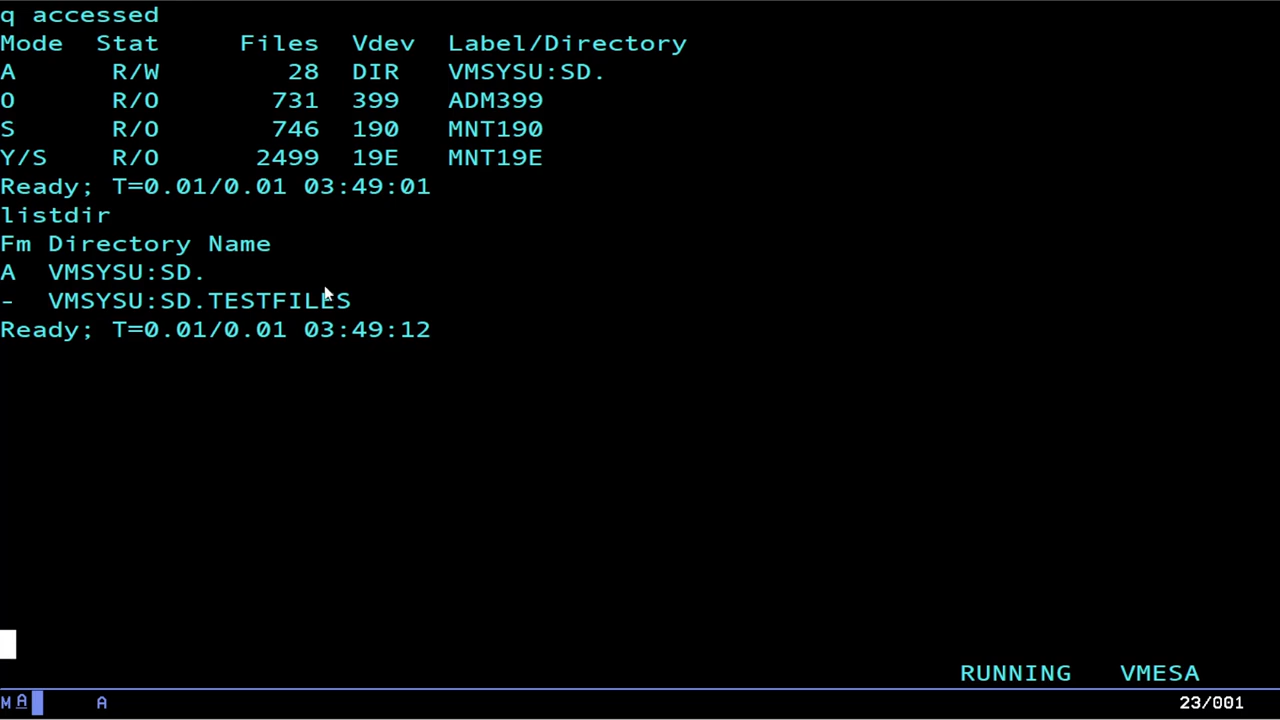 q accessed
Mode Stat Files Vdev Label/Directory
A R/W 28 DIR VMSYSU:SD.
O R/O 731 399 ADM399
S R/O 746 190 MNT190
Y/S R/O 2499 19E MNT19E
Ready; T=0.01/0.01 03:49:01
listdir
Fm Directory Name
A VMSYSU:SD.
- VMSYSU:SD.TESTFILES
Ready; T=0.01/0.01 03:49:12
RUNNING VMESA
MA A 23/001